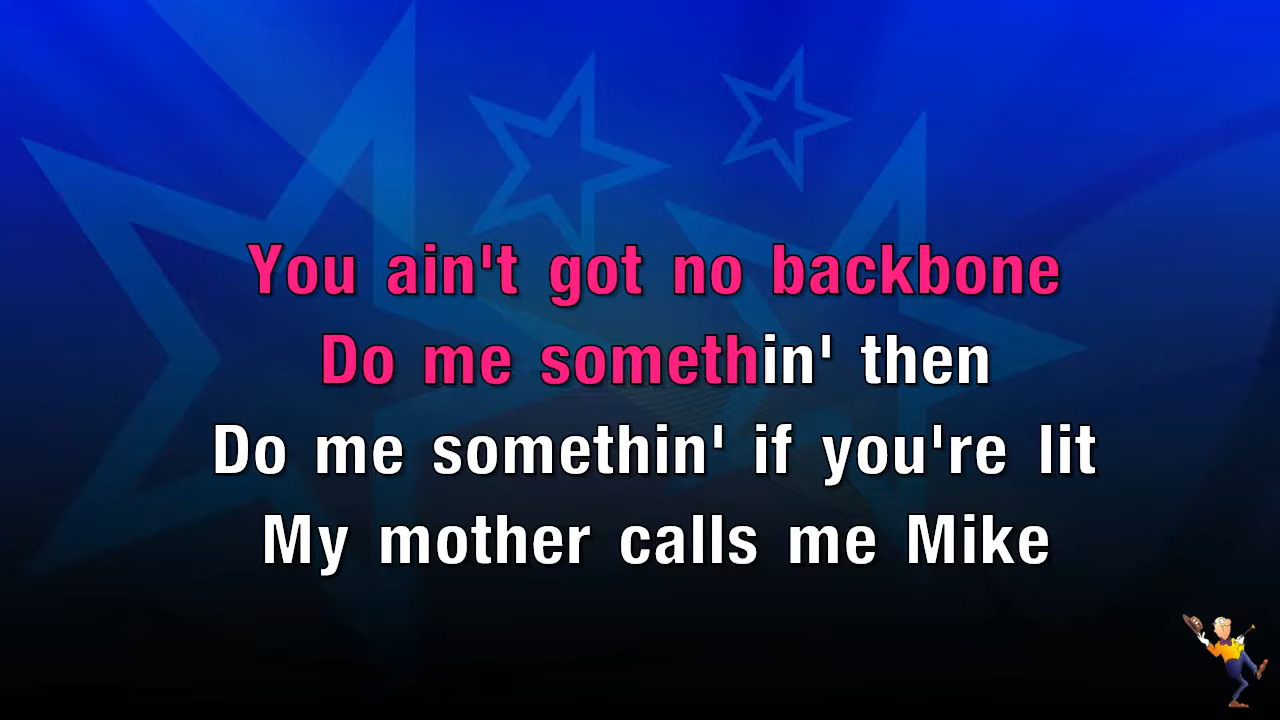 You ain't got no backbone
Do me somethin' then
Do me somethin' if you're lit
My mother calls me Mike